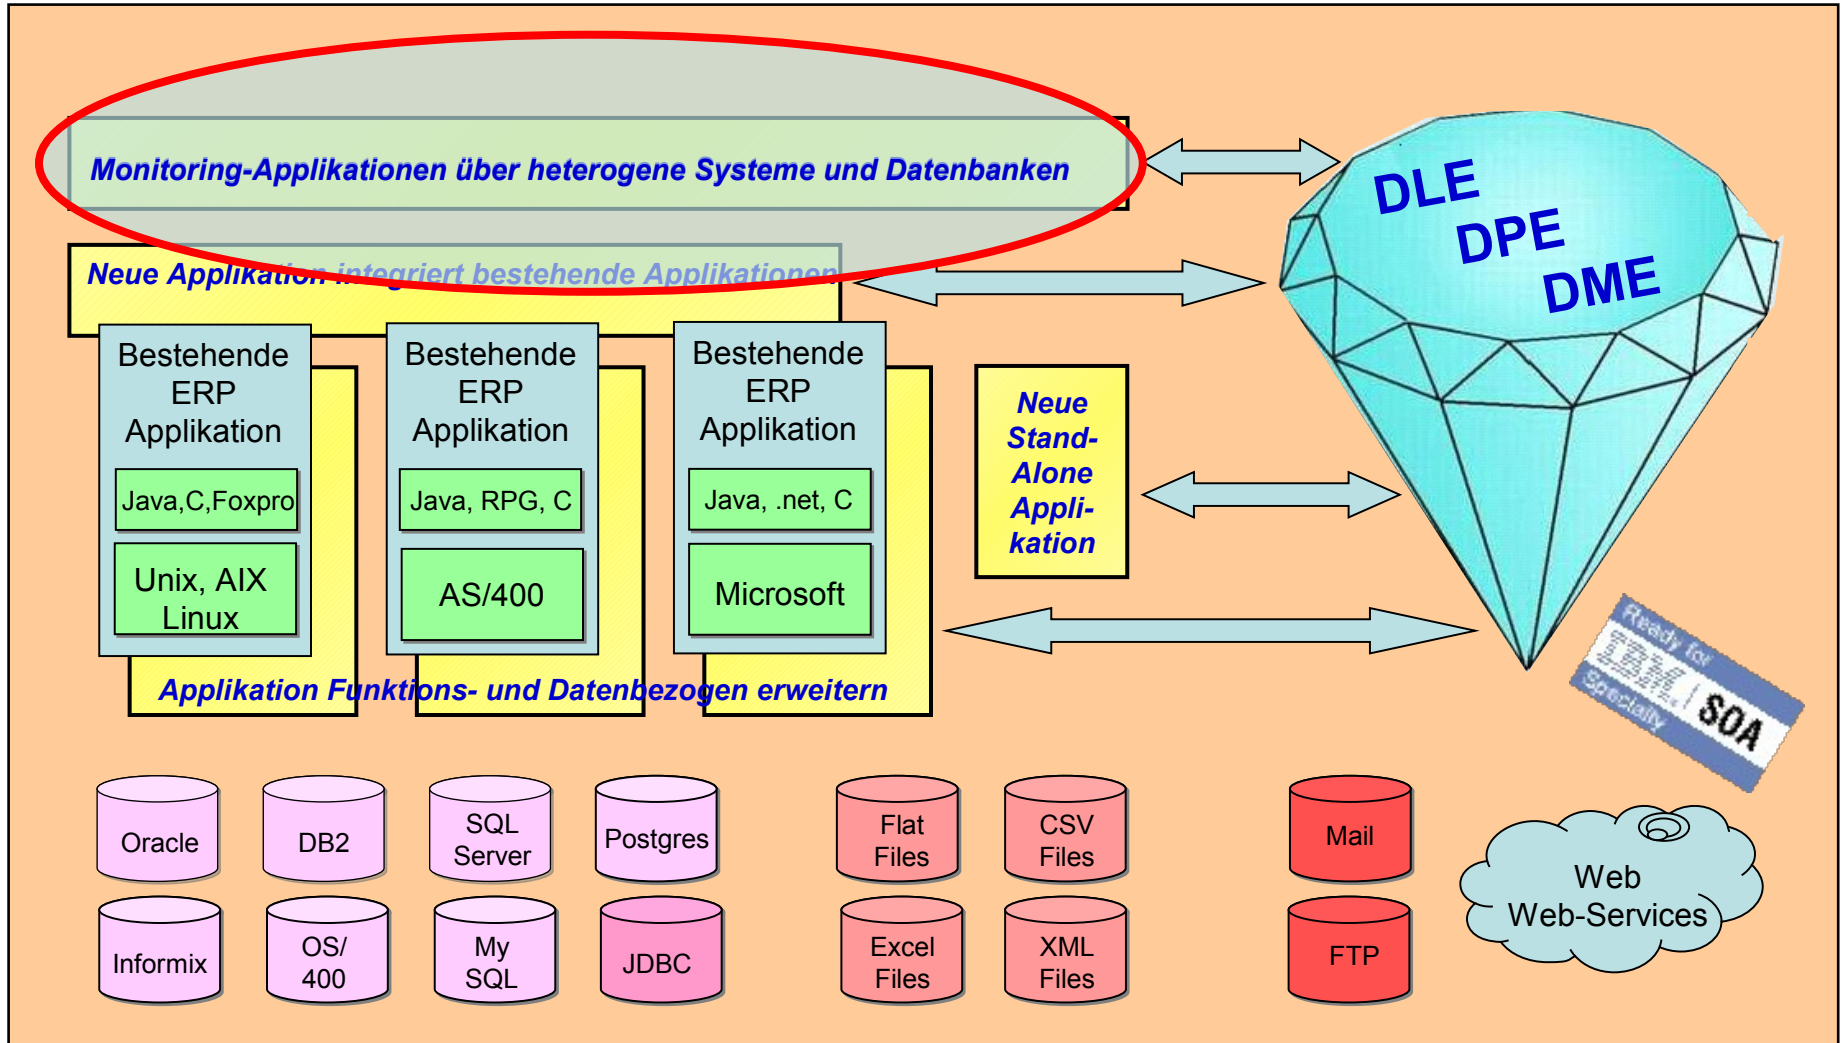 Monitoring-Applikationen über heterogene Systeme und Datenbanken
Neue Applikation integriert bestehende Applikationen
DLE
DPE
DME
Bestehende
ERP
Applikation
Java,C,Foxpro
Unix, AIX
Linux
Bestehende
ERP
Applikation
Java, RPG, C
AS/400
Bestehende
ERP
Applikation
Java, .net, C
Microsoft
Neue
Stand-
Alone
Appli-
kation
Applikation Funktions- und Datenbezogen erweitern
Ready for
IBM
SOA
Specialty
Oracle
DB2
SQL
Server
Postgres
Flat
Files
CSV
Files
Mail
Web
Web-Services
Informix
OS/
400
My
SQL
JDBC
Excel
Files
XML
Files
FTP